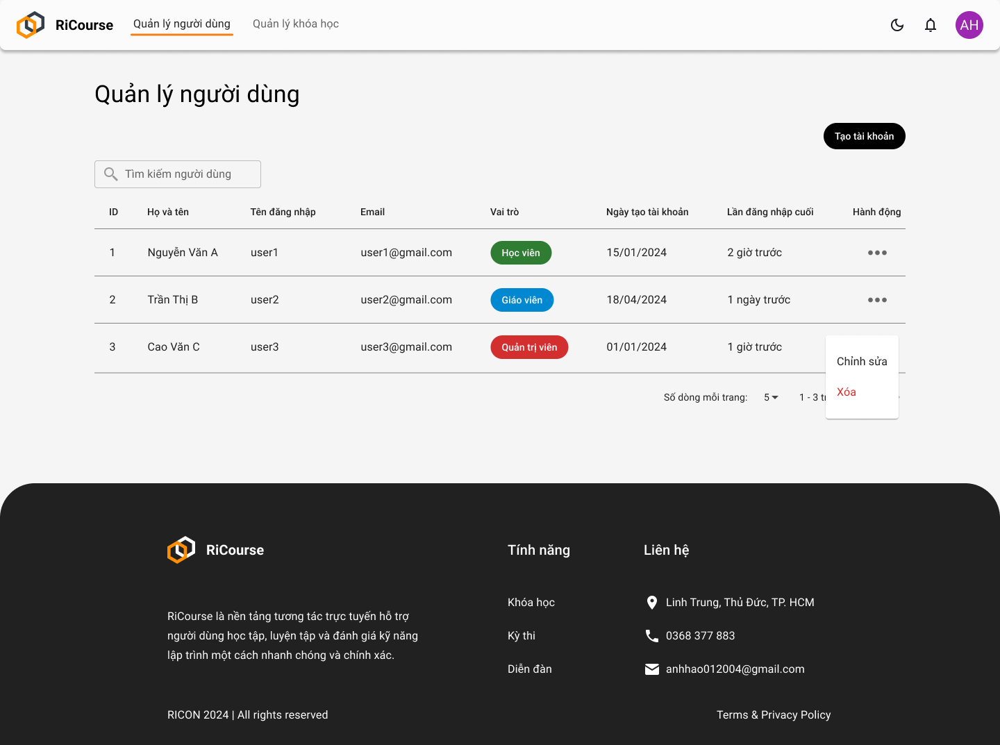 RiCourse
Quản lý người dùng
Quản lý khóa học
AH
Quản lý người dùng
Tạo tài khoản
Tìm kiếm người dùng
ID Họ và tên Tên đăng nhập Email Vai trò Ngày tạo tài khoản Lần đăng nhập cuối Hành động
1 Nguyễn Văn A user1 user1@gmail.com Học viên 15/01/2024 2 giờ trước
2 Trần Thị B user2 user2@gmail.com Giáo viên 18/04/2024 1 ngày trước
3 Cao Văn C user3 user3@gmail.com Quản trị viên 01/01/2024 1 giờ trước
Chỉnh sửa
Xóa
Số dòng mỗi trang: 5 1 - 3
RiCourse
RiCourse là nền tảng tương tác trực tuyến hỗ trợ
người dùng học tập, luyện tập và đánh giá kỹ năng
lập trình một cách nhanh chóng và chính xác.
Tính năng
Khóa học
Kỳ thi
Diễn đàn
Liên hệ
Linh Trung, Thủ Đức, TP. HCM
0368 377 883
anhhao012004@gmail.com
RICON 2024 | All rights reserved
Terms & Privacy Policy